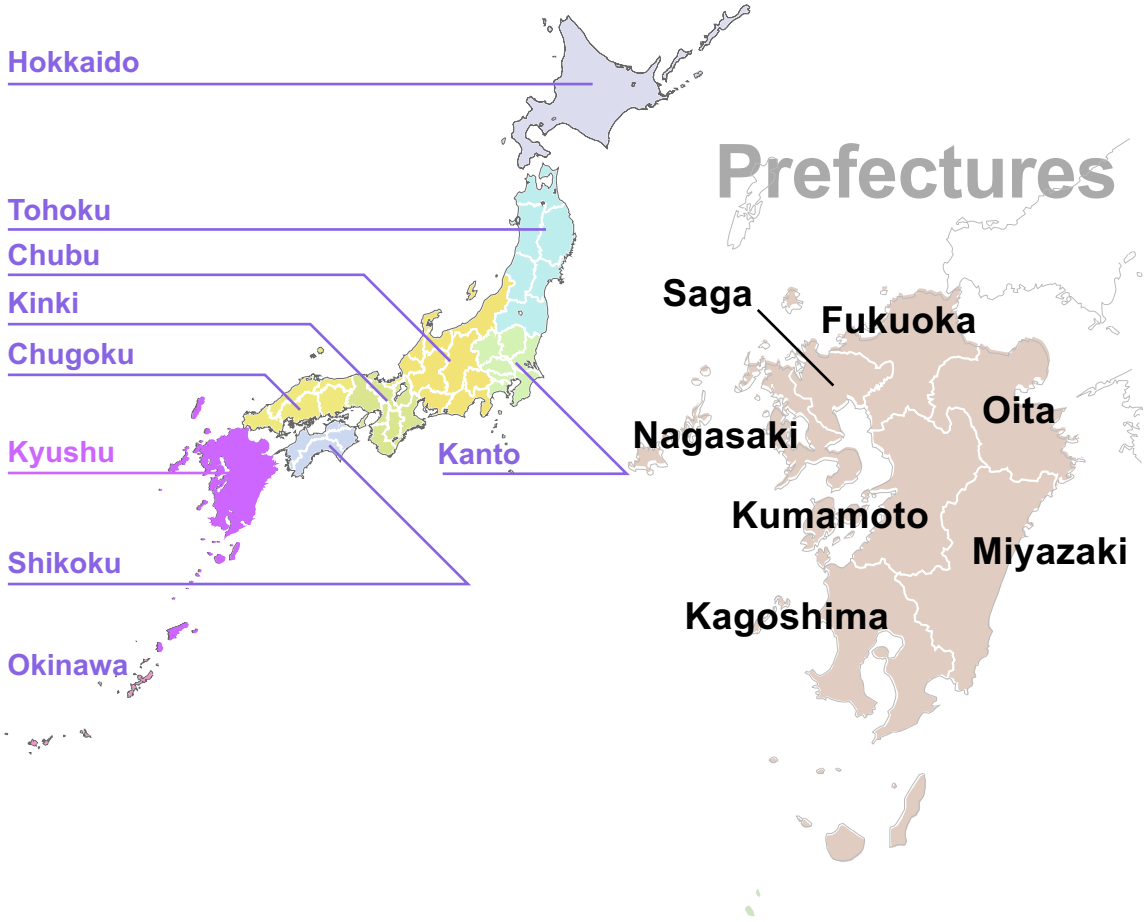 Hokkaido
Prefectures
Tohoku
Chubu
Kinki
Chugoku
Kyushu
Kanto
Shikoku
Okinawa
Saga
Fukuoka
Oita
Nagasaki
Kumamoto
Miyazaki
Kagoshima